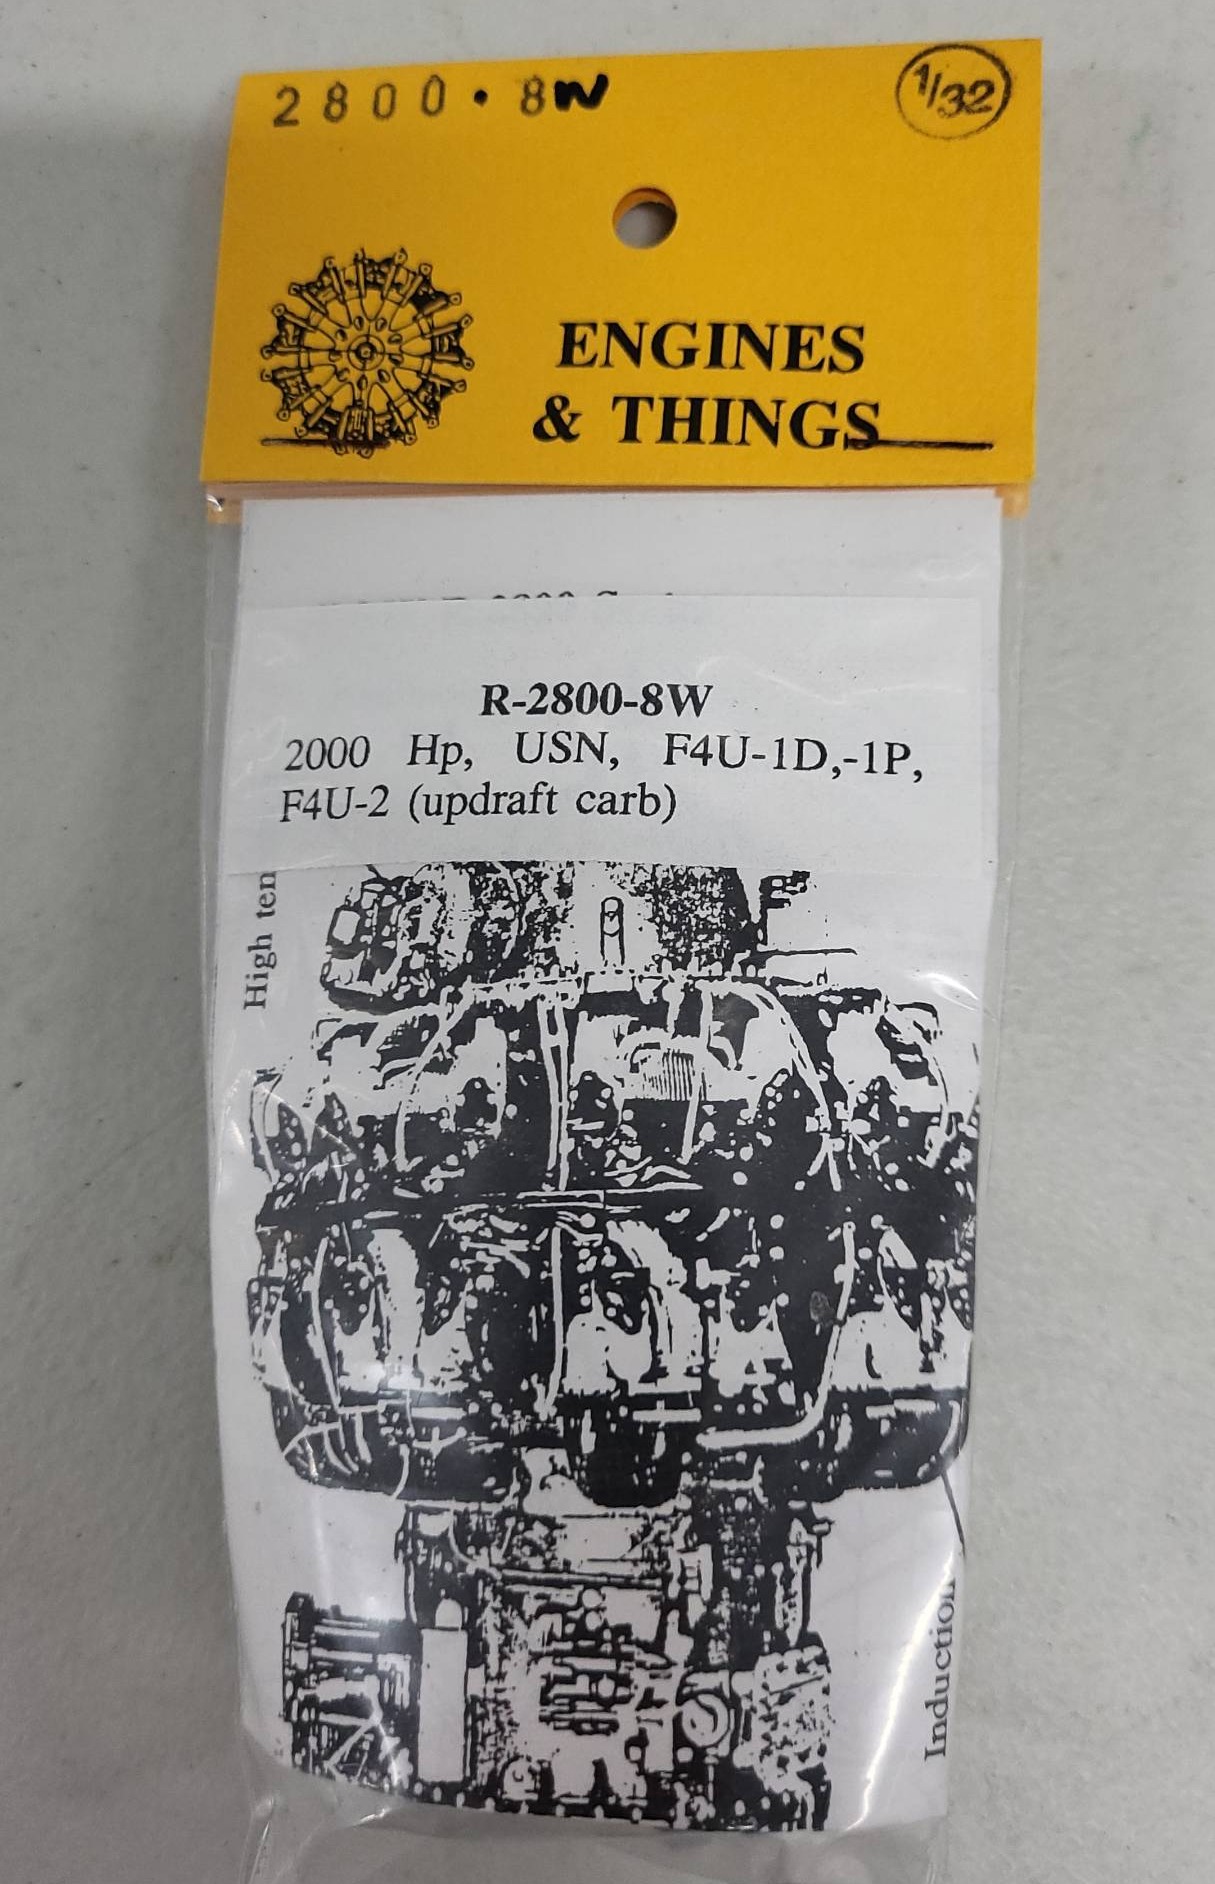 2800 · 8W
1/32
ENGINES
& THINGS
R-2800-8W
2000 Hp, USN, F4U-1D,-1P,
F4U-2 (updraft carb)
High ten
Induction